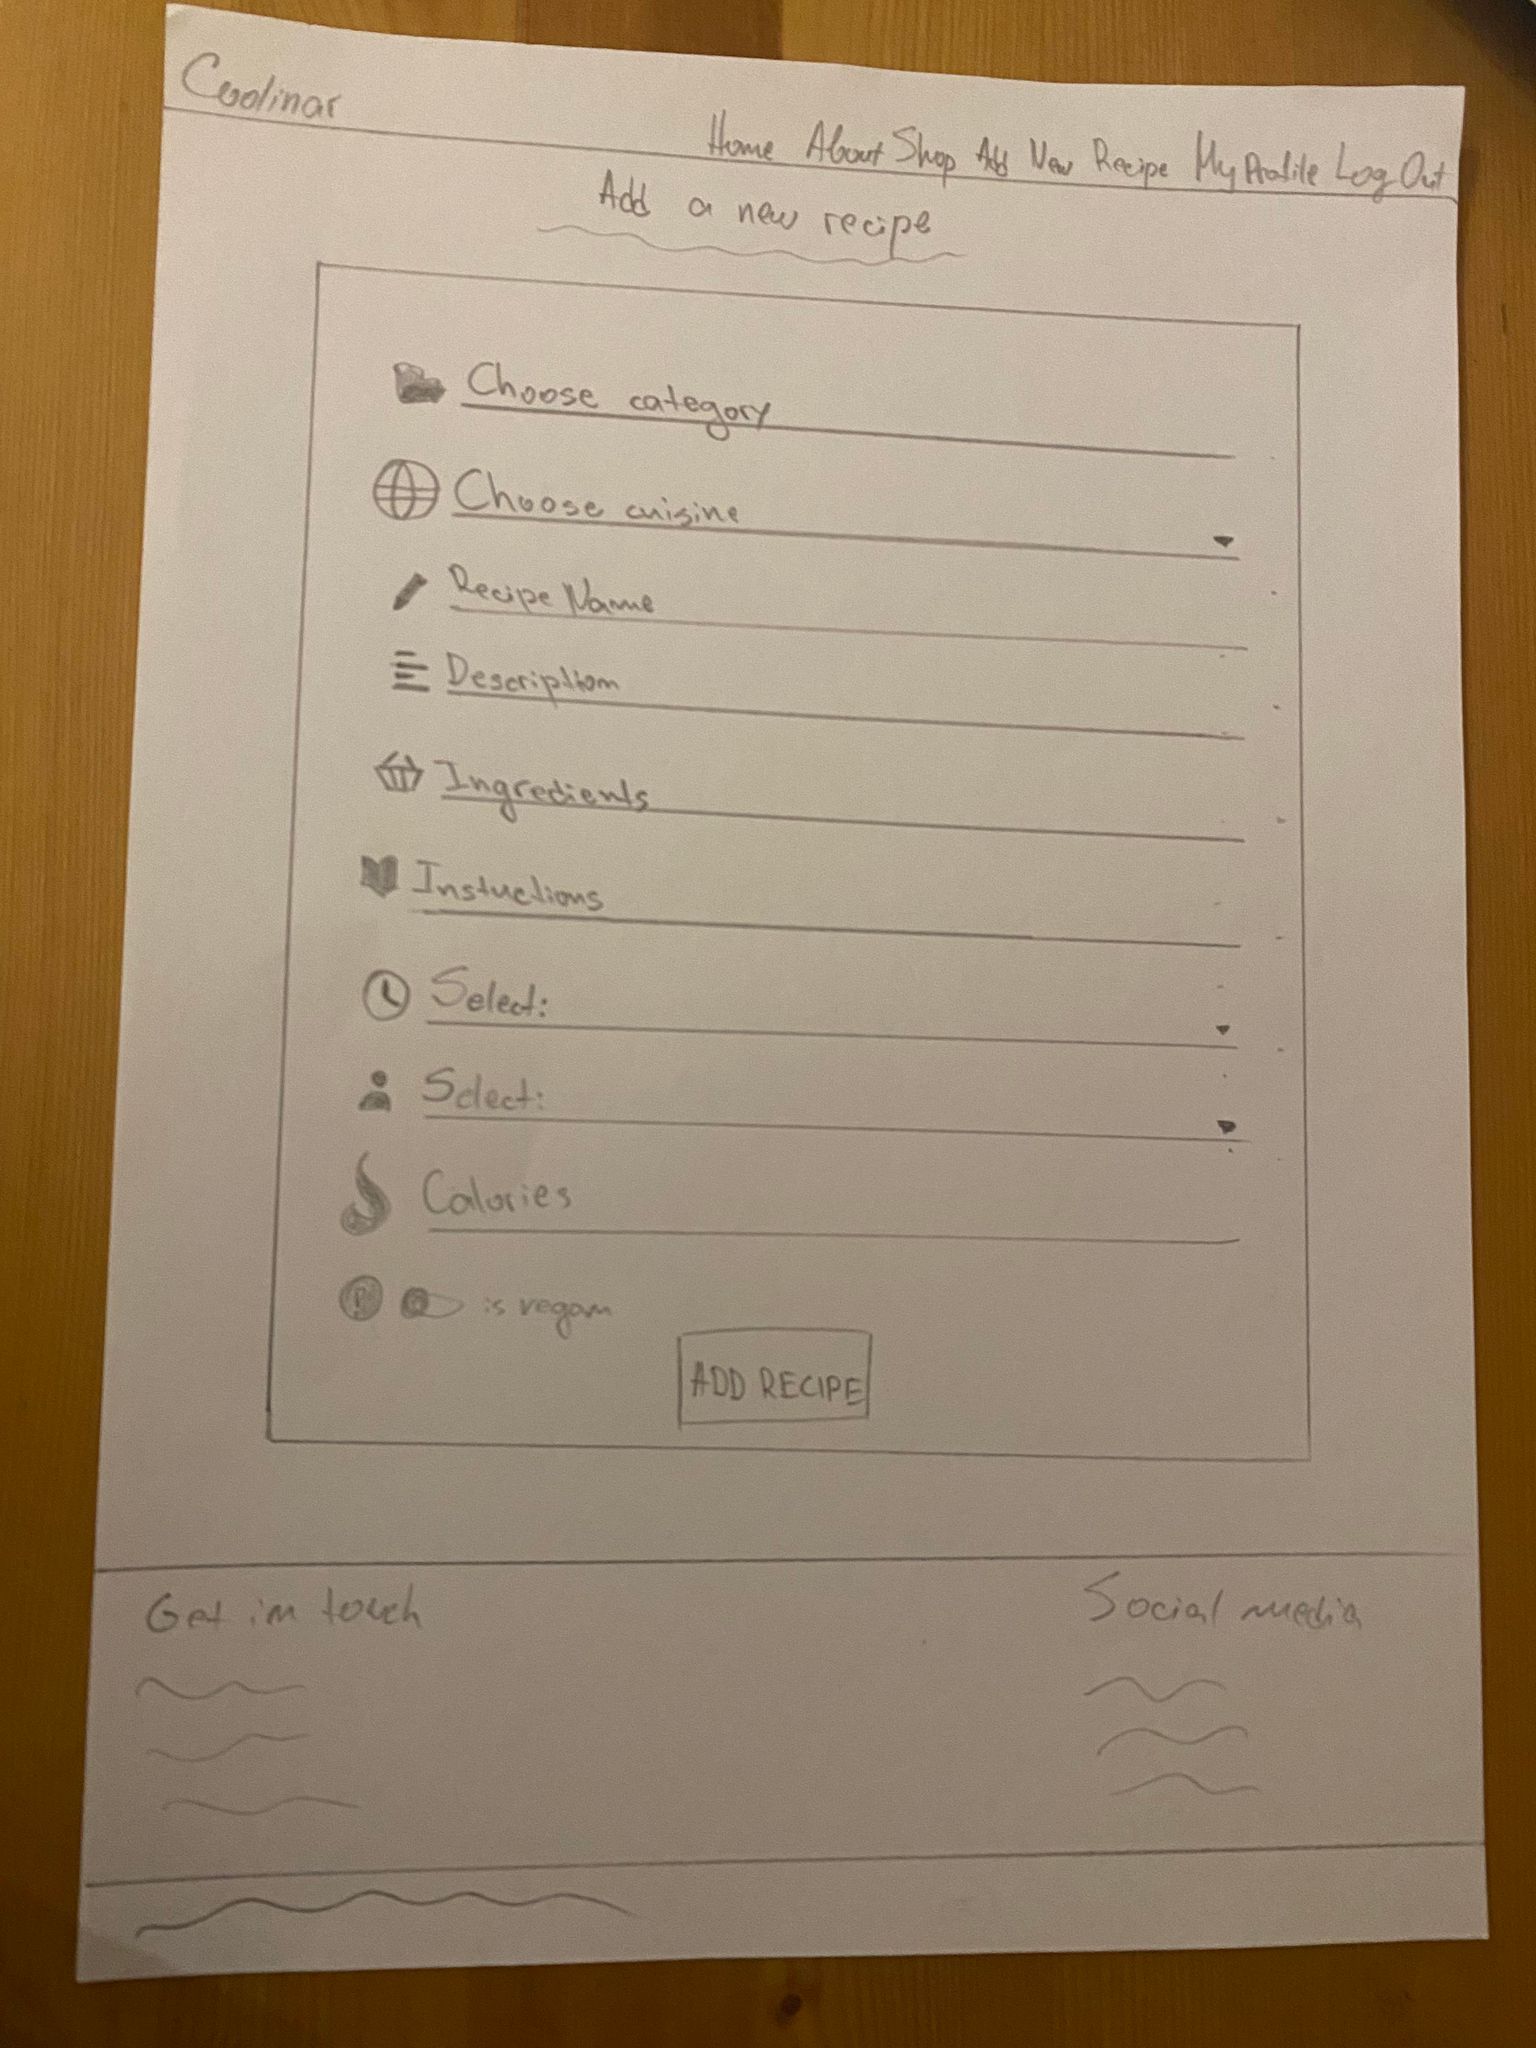 Coolinar
Home About Shop Add New Recipe My Profile Log Out
Add a new recipe
Choose category
Choose cuisine
Recipe Name
Description
Ingredients
Instuctions
Select:
Select:
Calories
is vegan
ADD RECIPE
Get in touch
Social media